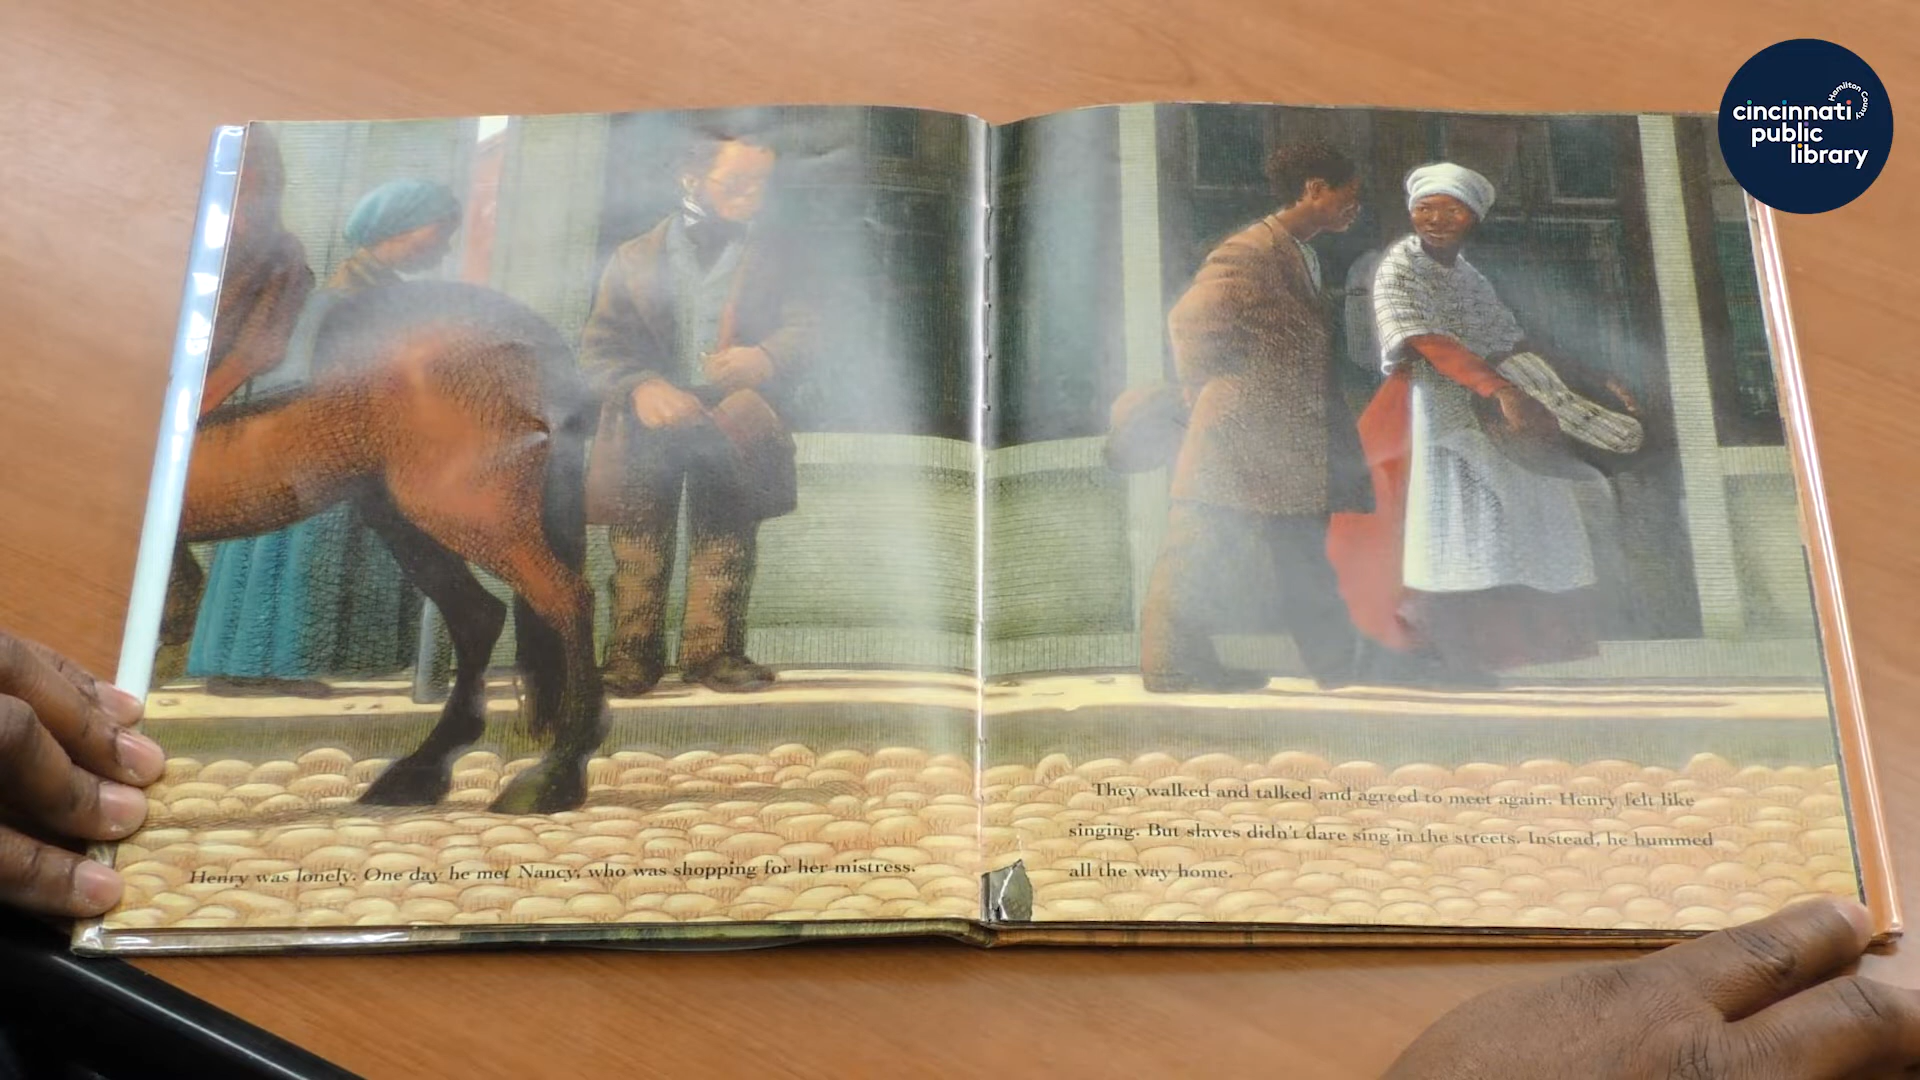 Hamilton County
cincinnati
public
library
Henry was lonely. One day he met Nancy, who was shopping for her mistress.
They walked and talked and agreed to meet again. Henry felt like
singing. But slaves didn't dare sing in the streets. Instead, he hummed
all the way home.